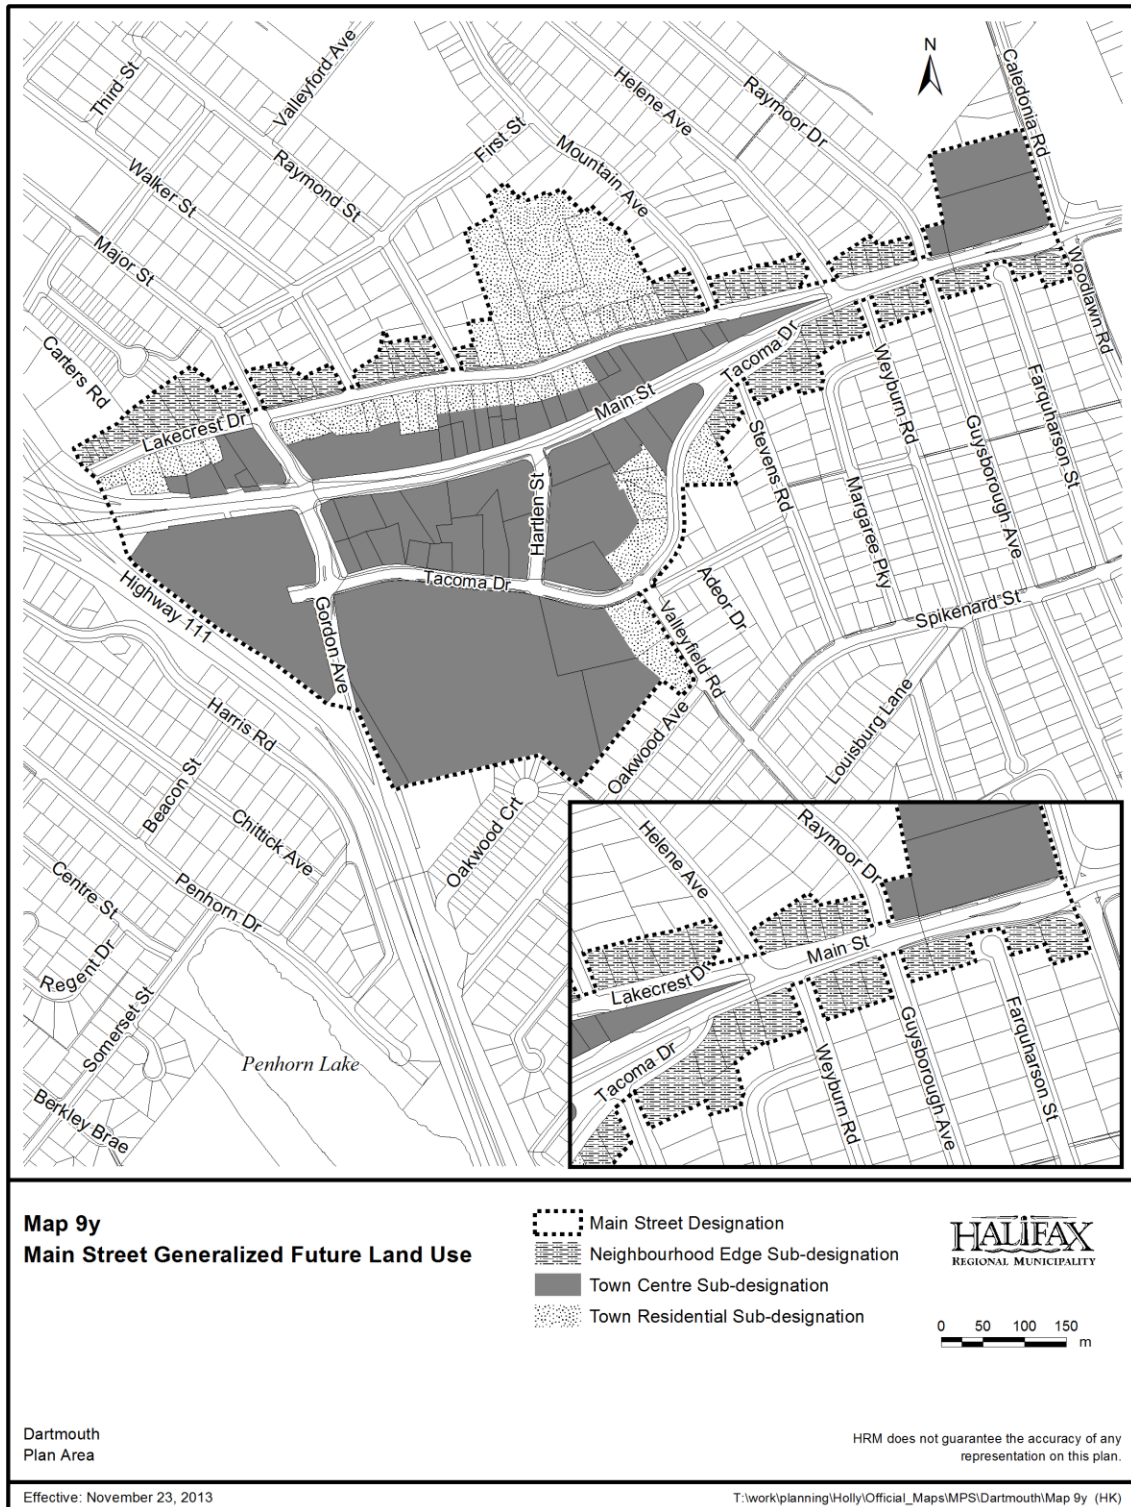 N
Third St
Valleyford Ave
Walker St
Raymond St
First St
Major St
Carters Rd
Helene Ave
Raymoor Dr
Mountain Ave
Caledonia Rd
Woodlawn Rd
Lakecrest Dr
Main St
Tacoma Dr
Stevens Rd
Weyburn Rd
Guysborough Ave
Farquharson St
Margaree Pky
Hartlen St
Tacoma Dr
Adeor Dr
Valleyfield Rd
Spikenard St
Louisburg Lane
Highway 111
Gordon Ave
Oakwood Ave
Oakwood Crt
Harris Rd
Beacon St
Chittick Ave
Centre St
Penhorn Dr
Regent Dr
Somerset St
Berkley Brae
Penhorn Lake
Helene Ave
Raymoor Dr
Main St
Lakecrest Dr
Tacoma Dr
Weyburn Rd
Guysborough Ave
Farquharson St
Map 9y
Main Street Generalized Future Land Use
Main Street Designation
Neighbourhood Edge Sub-designation
Town Centre Sub-designation
Town Residential Sub-designation
HALIFAX
REGIONAL MUNICIPALITY
0 50 100 150
m
Dartmouth
Plan Area
HRM does not guarantee the accuracy of any
representation on this plan.
Effective: November 23, 2013
T:\work\planning\Holly\Official_Maps\MPS\Dartmouth\Map 9y (HK)